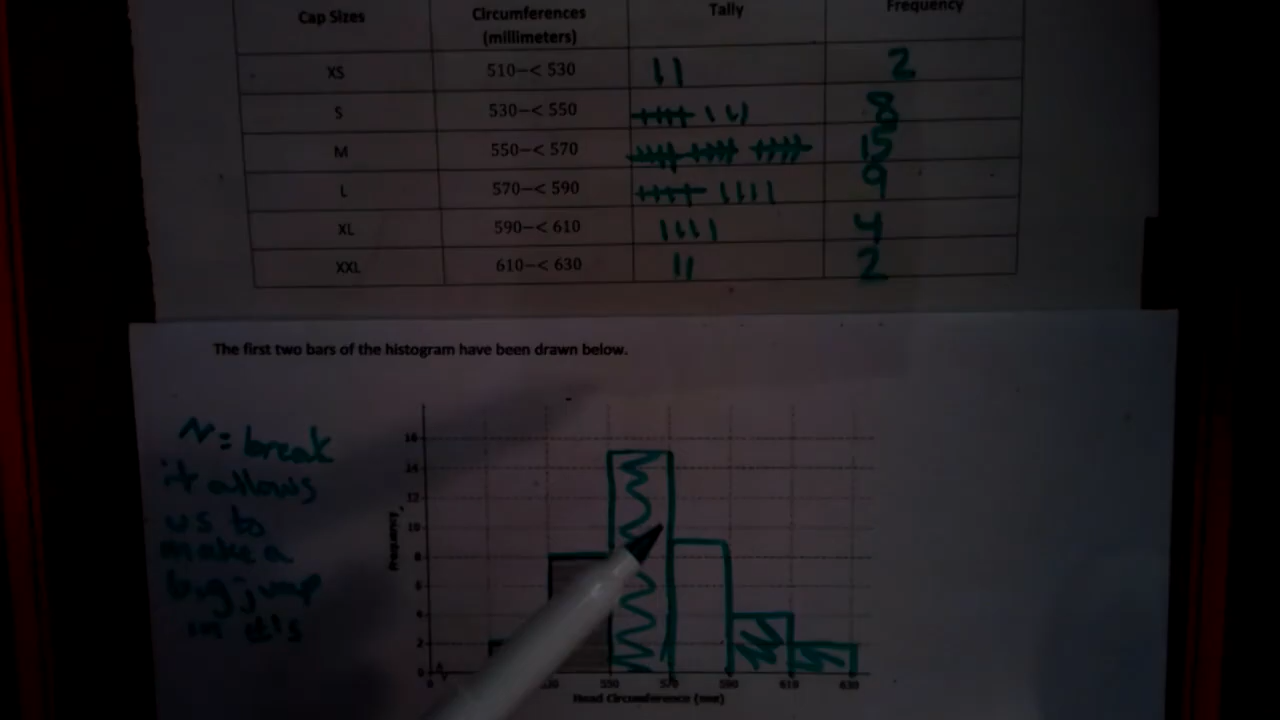 Cap Sizes Circumferences (millimeters) Tally Frequency
XS 510–< 530 2
S 530–< 550 8
M 550–< 570 15
L 570–< 590 9
XL 590–< 610 4
XXL 610–< 630 2
The first two bars of the histogram have been drawn below.
= break
it allows
us to
make a
big jump
in #'s
Frequency
16
14
12
10
8
6
4
2
0
0 550 570 590 610 630
Head Circumference (mm)